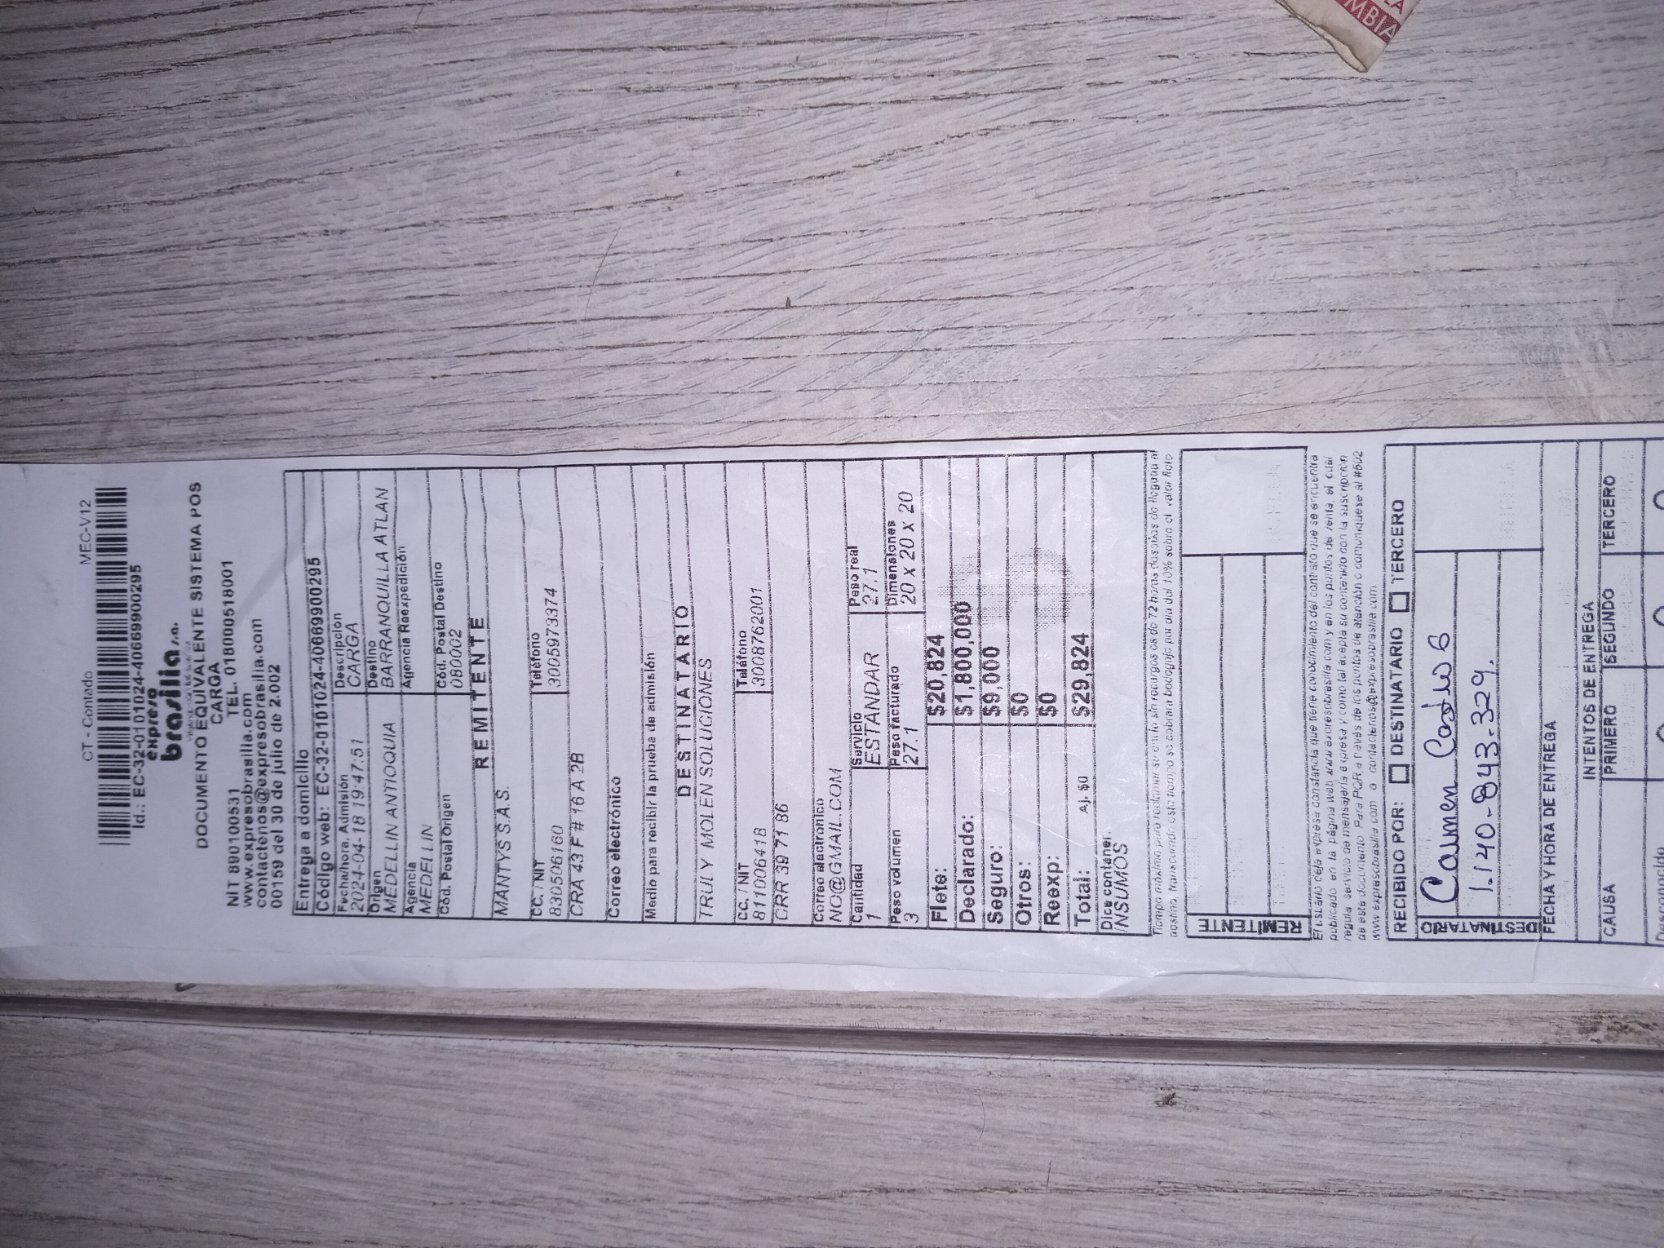 CT - Contado MEC-V12
Id.: EC-32-0101024-40669900295
expreso
brasilia s.a.
DOCUMENTO EQUIVALENTE SISTEMA POS
CARGA
NIT 890100531 TEL. 018000518001
www.expresobrasilia.com
contactenos@expresobrasilia.com
00159 del 30 de julio de 2.002
Entrega a domicilio
Código web: EC-32-0101024-40669900295
Fecha/hora. Admisión Descripción
2024-04-18 19:47:51 CARGA
Origen Destino
MEDELLIN ANTIOQUIA BARRANQUILLA ATLAN
Agencia Agencia Reexpedición
MEDELLIN
Cód. Postal Origen Cód. Postal Destino
080002
REMITENTE
MANTYS S.A.S.
CC. / NIT Teléfono
830506160 3005973374
CRA 43 F # 16 A 2B
Correo electrónico
Medio para recibir la prueba de admisión
DESTINATARIO
TRUL Y MOLEN SOLUCIONES
CC. / NIT Teléfono
8110006418 3008762001
CRR 39 71 86
Correo electronico
NO@GMAIL.COM
Cantidad Servicio Peso real
1 ESTANDAR 27.1
Peso volumen Peso facturado Dimensiones
3 27.1 20 x 20 x 20
Flete: $20,824
Declarado: $1,800,000
Seguro: $9,000
Otros: $0
Reexp: $0
Total: Aj. $0 $29,824
Dice contener:
INSUMOS
REMITENTE
RECIBIDO POR: DESTINATARIO TERCERO
DESTINATARIO
Carmen Castro G
1.140-843-329.
FECHA Y HORA DE ENTREGA
INTENTOS DE ENTREGA
CAUSA PRIMERO SEGUNDO TERCERO
Desconocido
MBIA